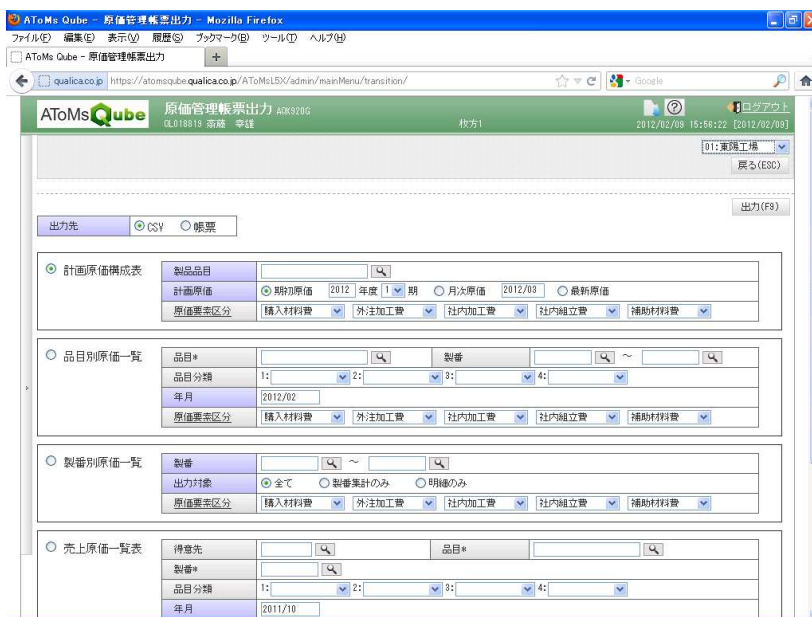 AToMs Qube - 原価管理帳票出力 - Mozilla Firefox
ファイル(F) 編集(E) 表示(V) 履歴(S) ブックマーク(B) ツール(T) ヘルプ(H)
AToMs Qube - 原価管理帳票出力 +
qualica.co.jp https://atomsqube.qualica.co.jp/AToMsL5X/admin/mainMenu/transition/ Google
AToMs Qube 原価管理帳票出力 AOK920G ログアウト
OL018819 斎藤 幸雄 枚方1 2012/02/09 15:56:22 [2012/02/09]
01:東陽工場
戻る(ESC)
出力(F9)
出力先 CSV 帳票
計画原価構成表 製品品目
計画原価 期初原価 2012 年度 1 期 月次原価 2012/03 最新原価
原価要素区分 購入材料費 外注加工費 社内加工費 社内組立費 補助材料費
品目別原価一覧 品目* 製番 ～
品目分類 1: 2: 3: 4:
年月 2012/02
原価要素区分 購入材料費 外注加工費 社内加工費 社内組立費 補助材料費
製番別原価一覧 製番 ～
出力対象 全て 製番集計のみ 明細のみ
原価要素区分 購入材料費 外注加工費 社内加工費 社内組立費 補助材料費
売上原価一覧表 得意先 品目*
製番*
品目分類 1: 2: 3: 4:
年月 2011/10